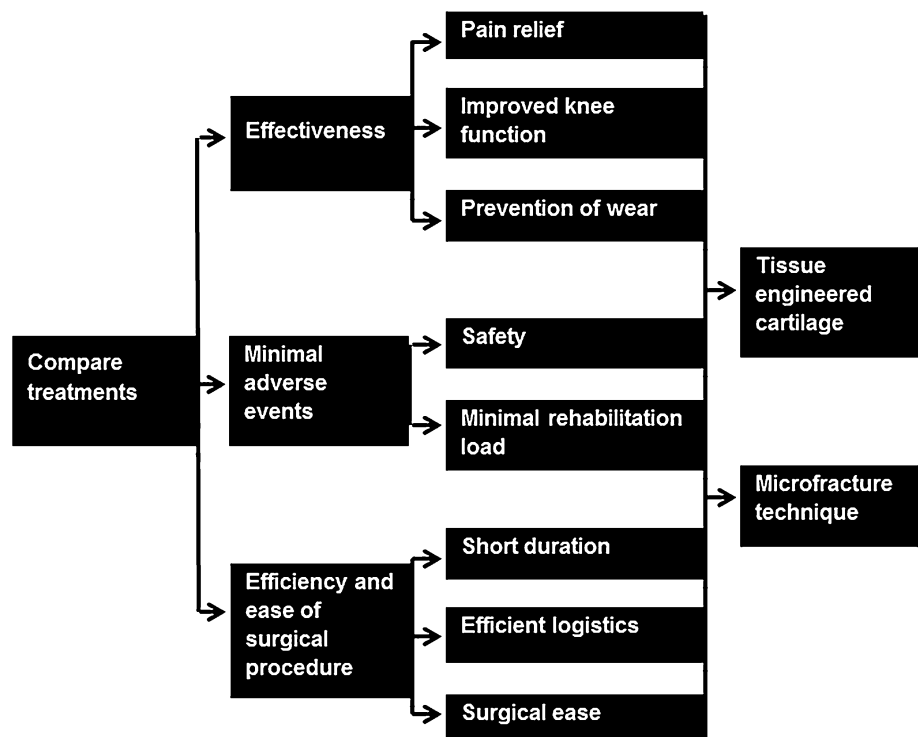 Compare
treatments
Effectiveness
Minimal
adverse
events
Efficiency and
ease of
surgical
procedure
Pain relief
Improved knee
function
Prevention of wear
Safety
Minimal rehabilitation
load
Short duration
Efficient logistics
Surgical ease
Tissue
engineered
cartilage
Microfracture
technique